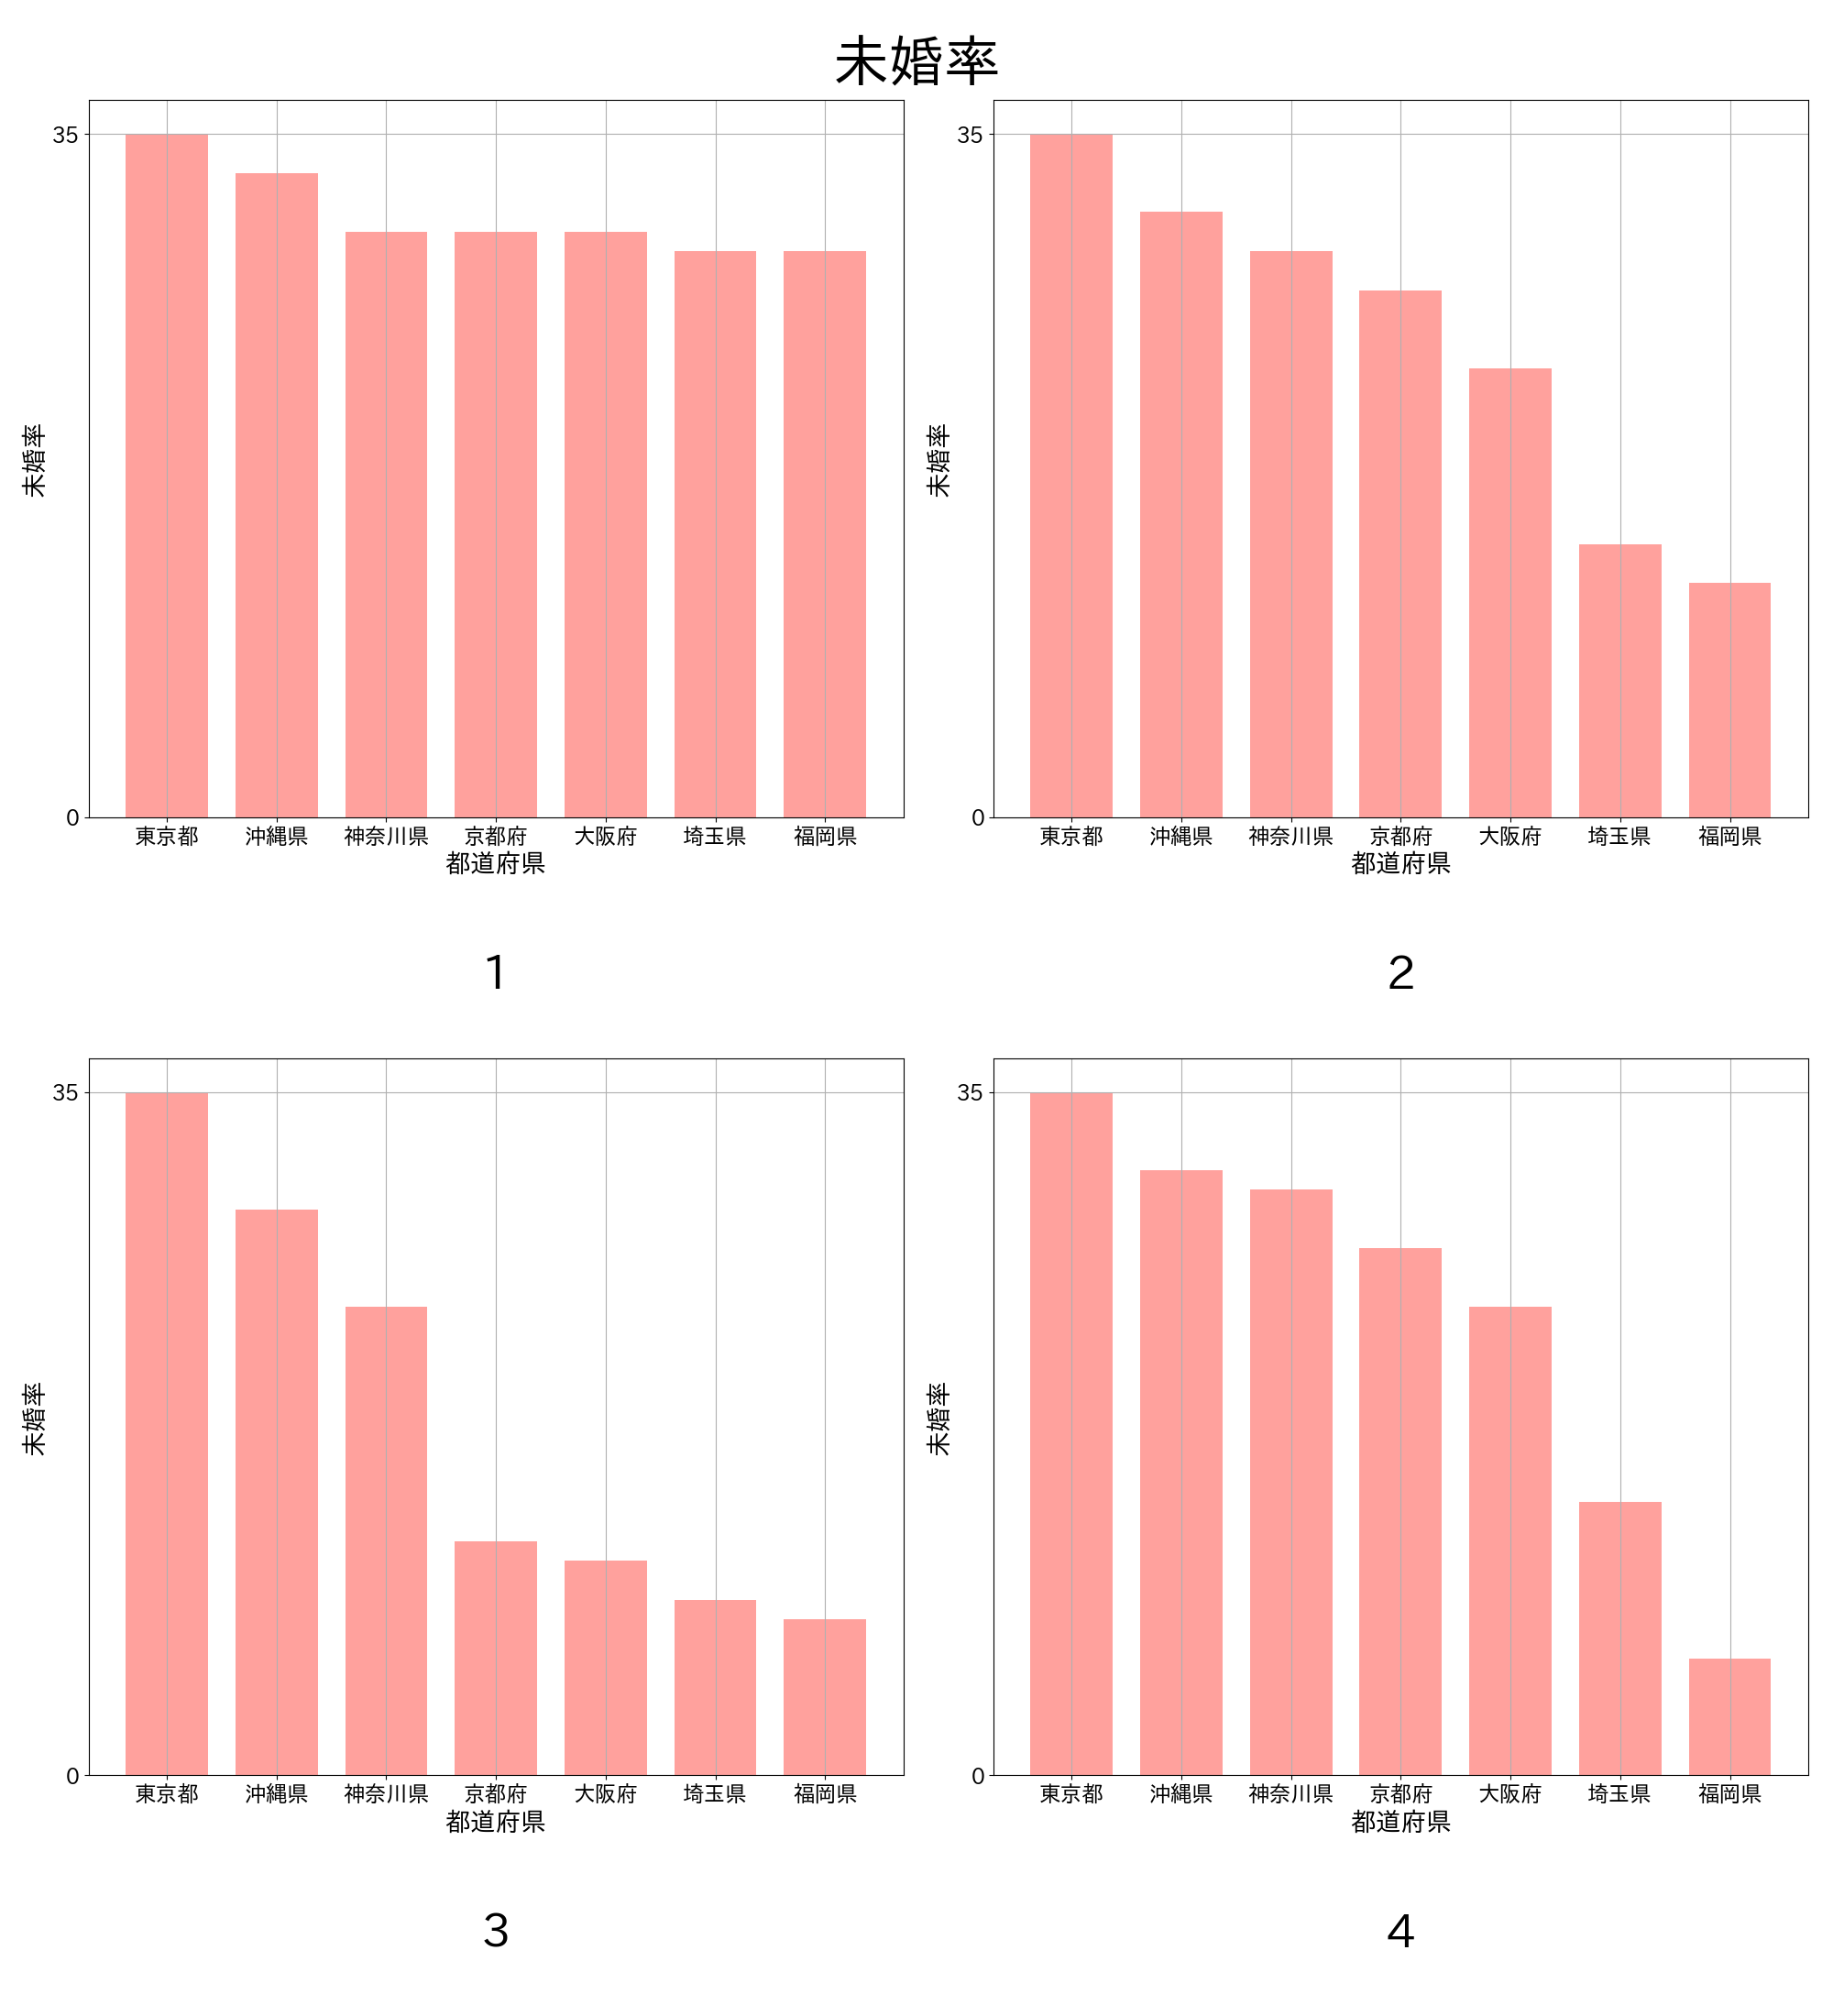 未婚率
35
0
未婚率
東京都 沖縄県 神奈川県 京都府 大阪府 埼玉県 福岡県
都道府県
1
35
0
未婚率
東京都 沖縄県 神奈川県 京都府 大阪府 埼玉県 福岡県
都道府県
2
35
0
未婚率
東京都 沖縄県 神奈川県 京都府 大阪府 埼玉県 福岡県
都道府県
3
35
0
未婚率
東京都 沖縄県 神奈川県 京都府 大阪府 埼玉県 福岡県
都道府県
4